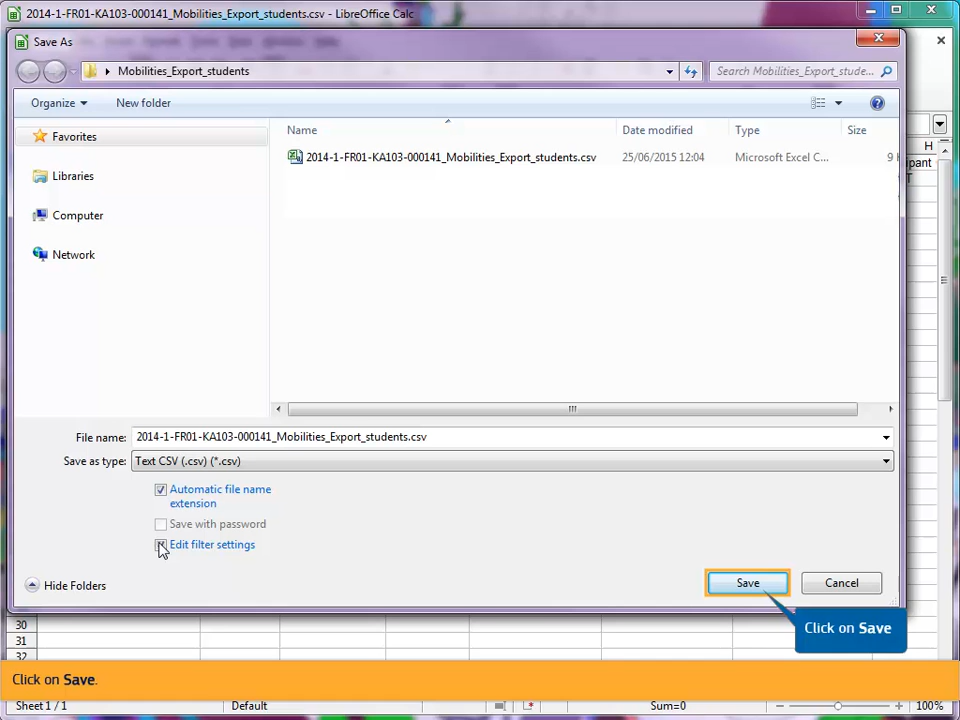 2014-1-FR01-KA103-000141_Mobilities_Export_students.csv - LibreOffice Calc
Save As
Mobilities_Export_students
Search Mobilities_Export_stude...
Organize
New folder
Favorites
Libraries
Computer
Network
Name
Date modified
Type
Size
2014-1-FR01-KA103-000141_Mobilities_Export_students.csv
25/06/2015 12:04
Microsoft Excel C...
9
H
ipant
T
File name:
2014-1-FR01-KA103-000141_Mobilities_Export_students.csv
Save as type:
Text CSV (.csv) (*.csv)
Automatic file name
extension
Save with password
Edit filter settings
Hide Folders
Save
Cancel
Click on Save
30
31
32
Click on Save.
Sheet 1 / 1
Default
Sum=0
100%